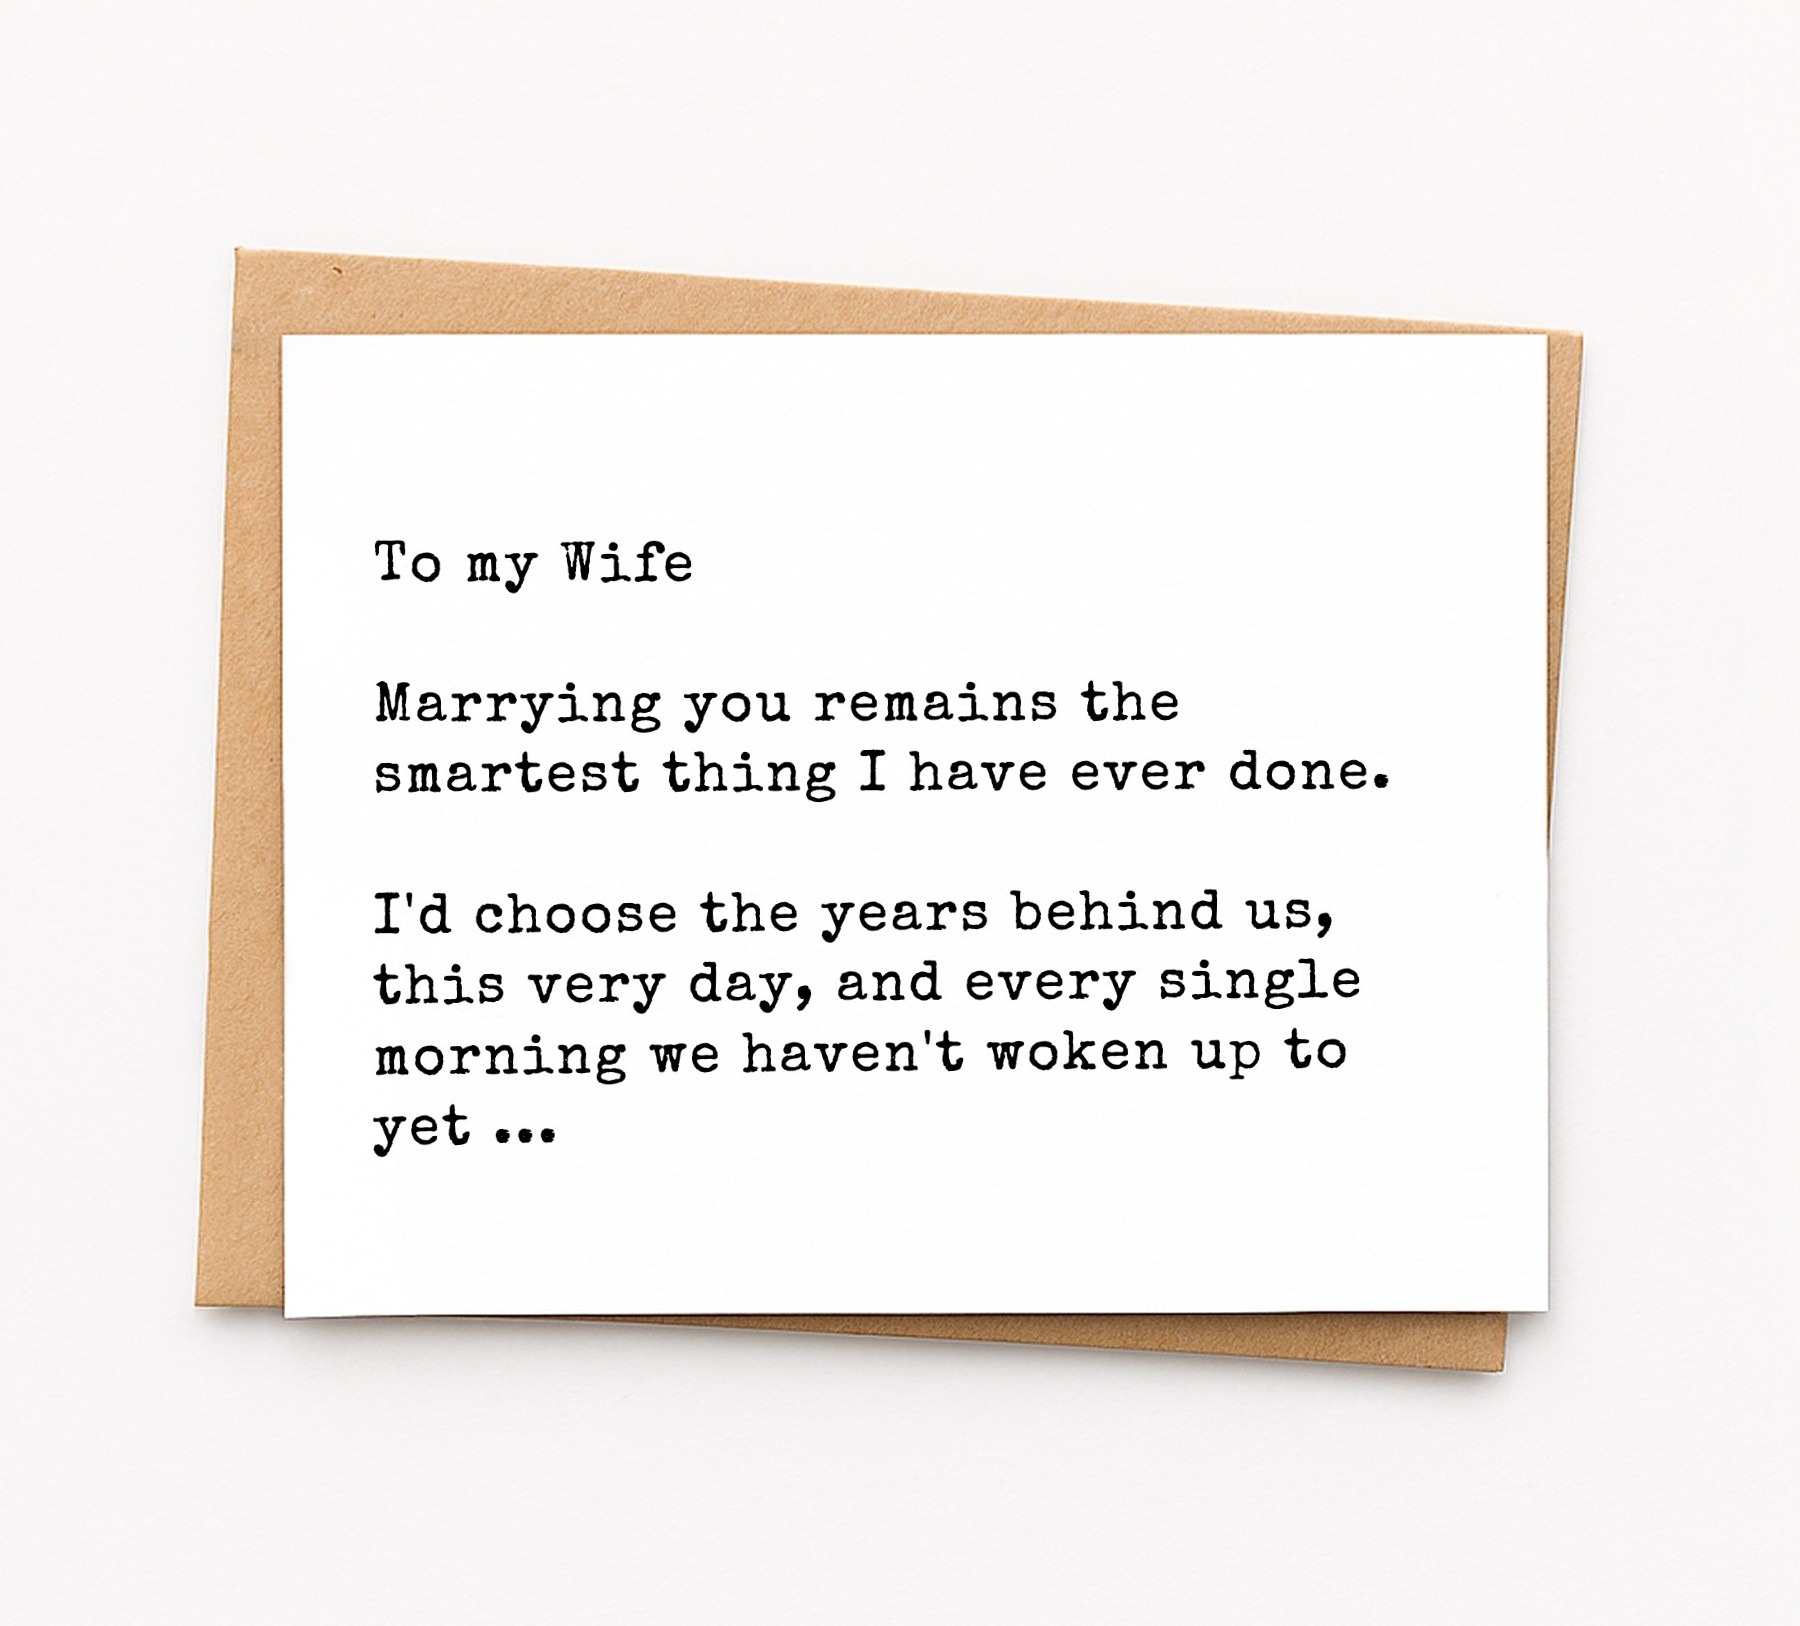 To my Wife
Marrying you remains the
smartest thing I have ever done.
I'd choose the years behind us,
this very day, and every single
morning we haven't woken up to
yet ...